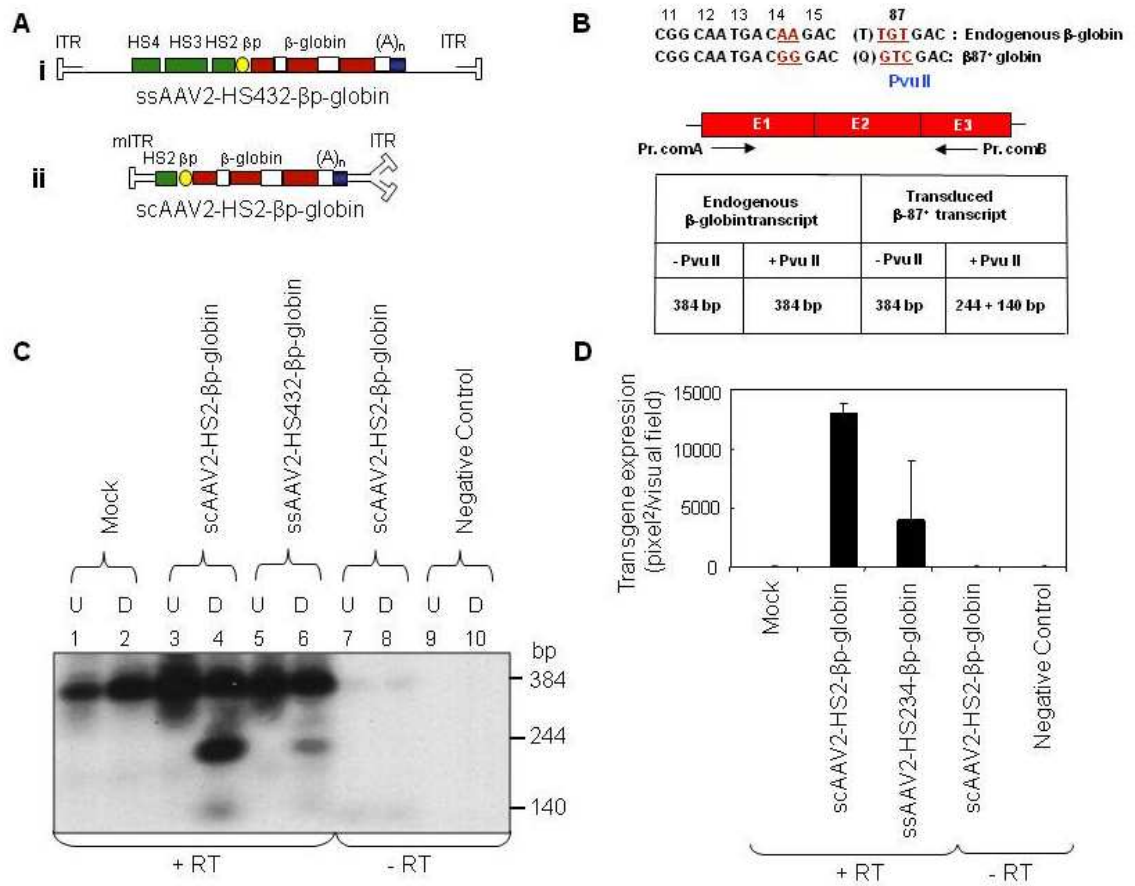 A
ITR
HS4 HS3 HS2 βp β-globin (A)n
ITR
i
ssAAV2-HS432-βp-globin
mITR
HS2 βp β-globin (A)n
ITR
ii
scAAV2-HS2-βp-globin
B
11 12 13 14 15 87
CGG CAA TGA CAA GAC (T) TGT GAC : Endogenous β-globin
CGG CAA TGA CGG GAC (Q) GTC GAC: β87⁺ globin
Pvu II
E1 E2 E3
Pr. comA
Pr. comB
Endogenous
β-globintranscript
Transduced
β-87⁺ transcript
- Pvu II + Pvu II - Pvu II + Pvu II
384 bp 384 bp 384 bp 244 + 140 bp
C
Mock
scAAV2-HS2-βp-globin
ssAAV2-HS432-βp-globin
scAAV2-HS2-βp-globin
Negative Control
U D U D U D U D U D
1 2 3 4 5 6 7 8 9 10
bp
384
244
140
+ RT
- RT
D
Transgene expression
(pixel²/visual field)
15000
10000
5000
0
Mock
scAAV2-HS2-βp-globin
ssAAV2-HS234-βp-globin
scAAV2-HS2-βp-globin
Negative Control
+ RT
- RT